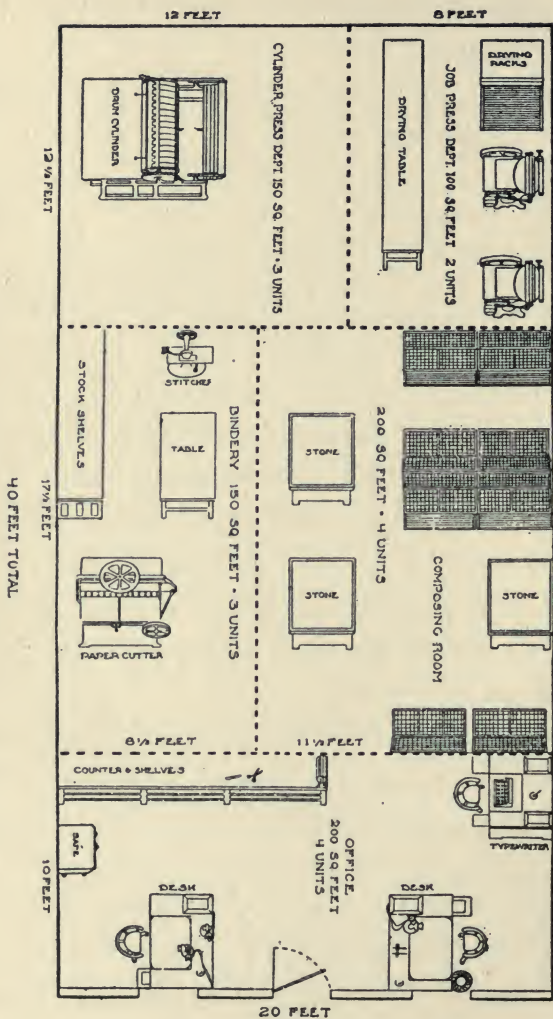 12 FEET
8 FEET
DRYING
RACKS
JOB PRESS DEPT. 100 SQ FEET 2 UNITS
DRYING TABLE
CYLINDER PRESS DEPT 150 SQ. FEET • 3 UNITS
DRUM CYLINDER
12 ½ FEET
STITCHER
STOCK SHELVES
TABLE
BINDERY 150 SQ FEET • 3 UNITS
PAPER CUTTER
STONE
200 SQ FEET • 4 UNITS
COMPOSING ROOM
STONE
STONE
17½ FEET
40 FEET TOTAL
8½ FEET
11½ FEET
COUNTER & SHELVES
TYPEWRITER
SAFE
OFFICE
200 SQ FEET
4 UNITS
10 FEET
DESK
DESK
20 FEET